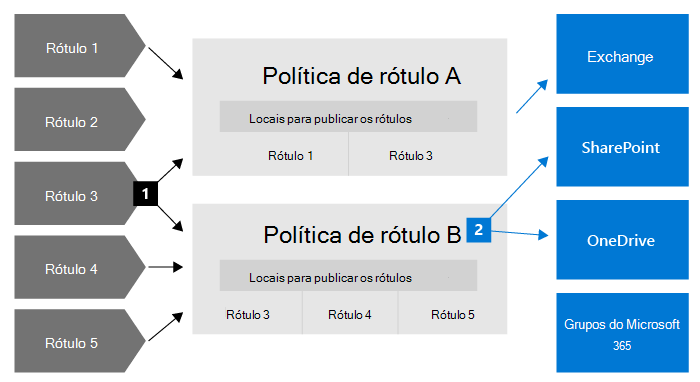 Rótulo 1
Rótulo 2
Rótulo 3
Rótulo 4
Rótulo 5
1
Política de rótulo A
Locais para publicar os rótulos
Rótulo 1 Rótulo 3
Política de rótulo B
2
Locais para publicar os rótulos
Rótulo 3 Rótulo 4 Rótulo 5
Exchange
SharePoint
OneDrive
Grupos do Microsoft
365